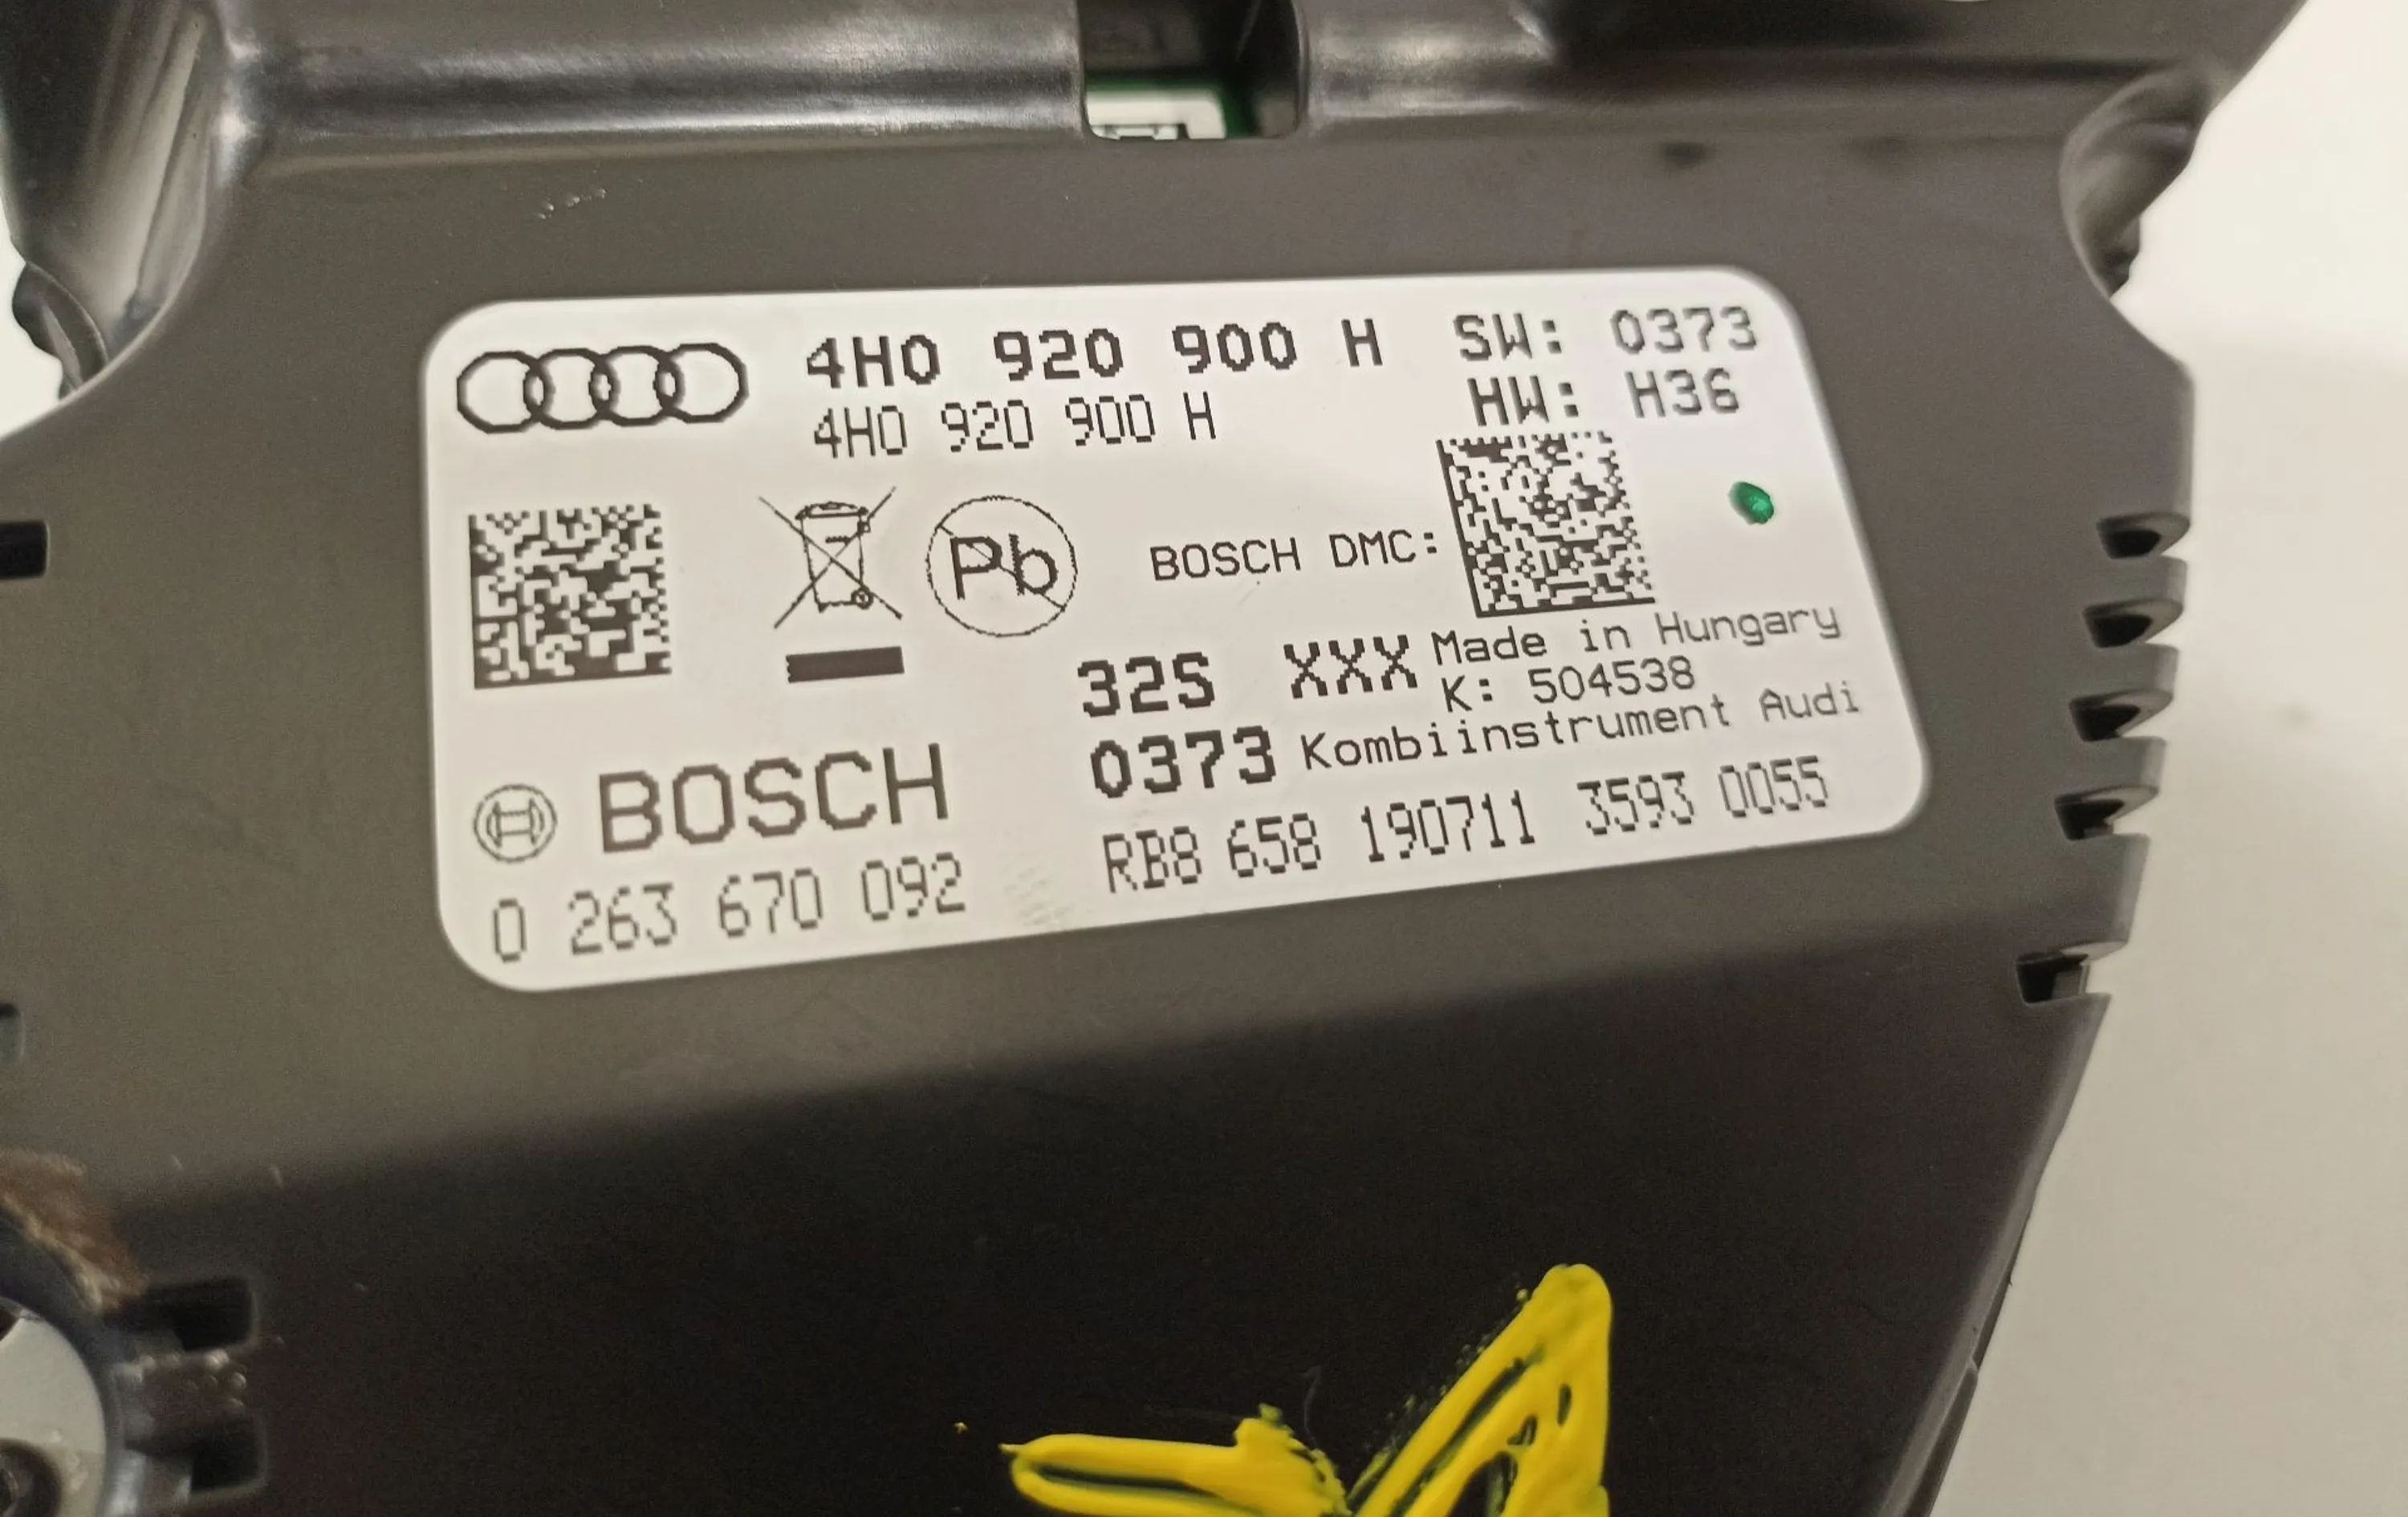 4H0 920 900 H SW: 0373
4H0 920 900 H HW: H36
Pb
BOSCH DMC:
32S XXX Made in Hungary
K: 504538
0373 Kombiinstrument Audi
BOSCH
RB8 658 190711 3593 0055
0 263 670 092